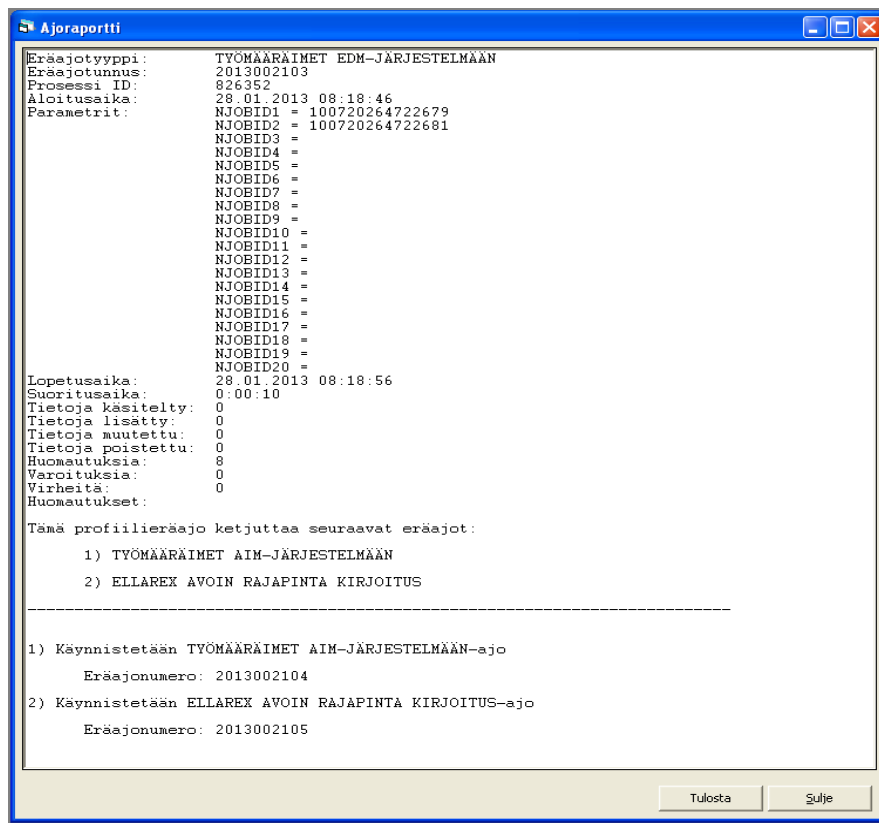 Ajoraportti
Eräajotyyppi: TYÖMÄÄRÄIMET EDM-JÄRJESTELMÄÄN
Eräajotunnus: 2013002103
Prosessi ID: 826352
Aloitusaika: 28.01.2013 08:18:46
Parametrit: NJOBID1 = 100720264722679
NJOBID2 = 100720264722681
NJOBID3 =
NJOBID4 =
NJOBID5 =
NJOBID6 =
NJOBID7 =
NJOBID8 =
NJOBID9 =
NJOBID10 =
NJOBID11 =
NJOBID12 =
NJOBID13 =
NJOBID14 =
NJOBID15 =
NJOBID16 =
NJOBID17 =
NJOBID18 =
NJOBID19 =
NJOBID20 =
Lopetusaika: 28.01.2013 08:18:56
Suoritusaika: 0:00:10
Tietoja käsitelty: 0
Tietoja lisätty: 0
Tietoja muutettu: 0
Tietoja poistettu: 0
Huomautuksia: 8
Varoituksia: 0
Virheitä: 0
Huomautukset:
Tämä profiilieräajo ketjuttaa seuraavat eräajot:
1) TYÖMÄÄRÄIMET AIM-JÄRJESTELMÄÄN
2) ELLAREX AVOIN RAJAPINTA KIRJOITUS
1) Käynnistetään TYÖMÄÄRÄIMET AIM-JÄRJESTELMÄÄN-ajo
Eräajonumero: 2013002104
2) Käynnistetään ELLAREX AVOIN RAJAPINTA KIRJOITUS-ajo
Eräajonumero: 2013002105
Tulosta Sulje